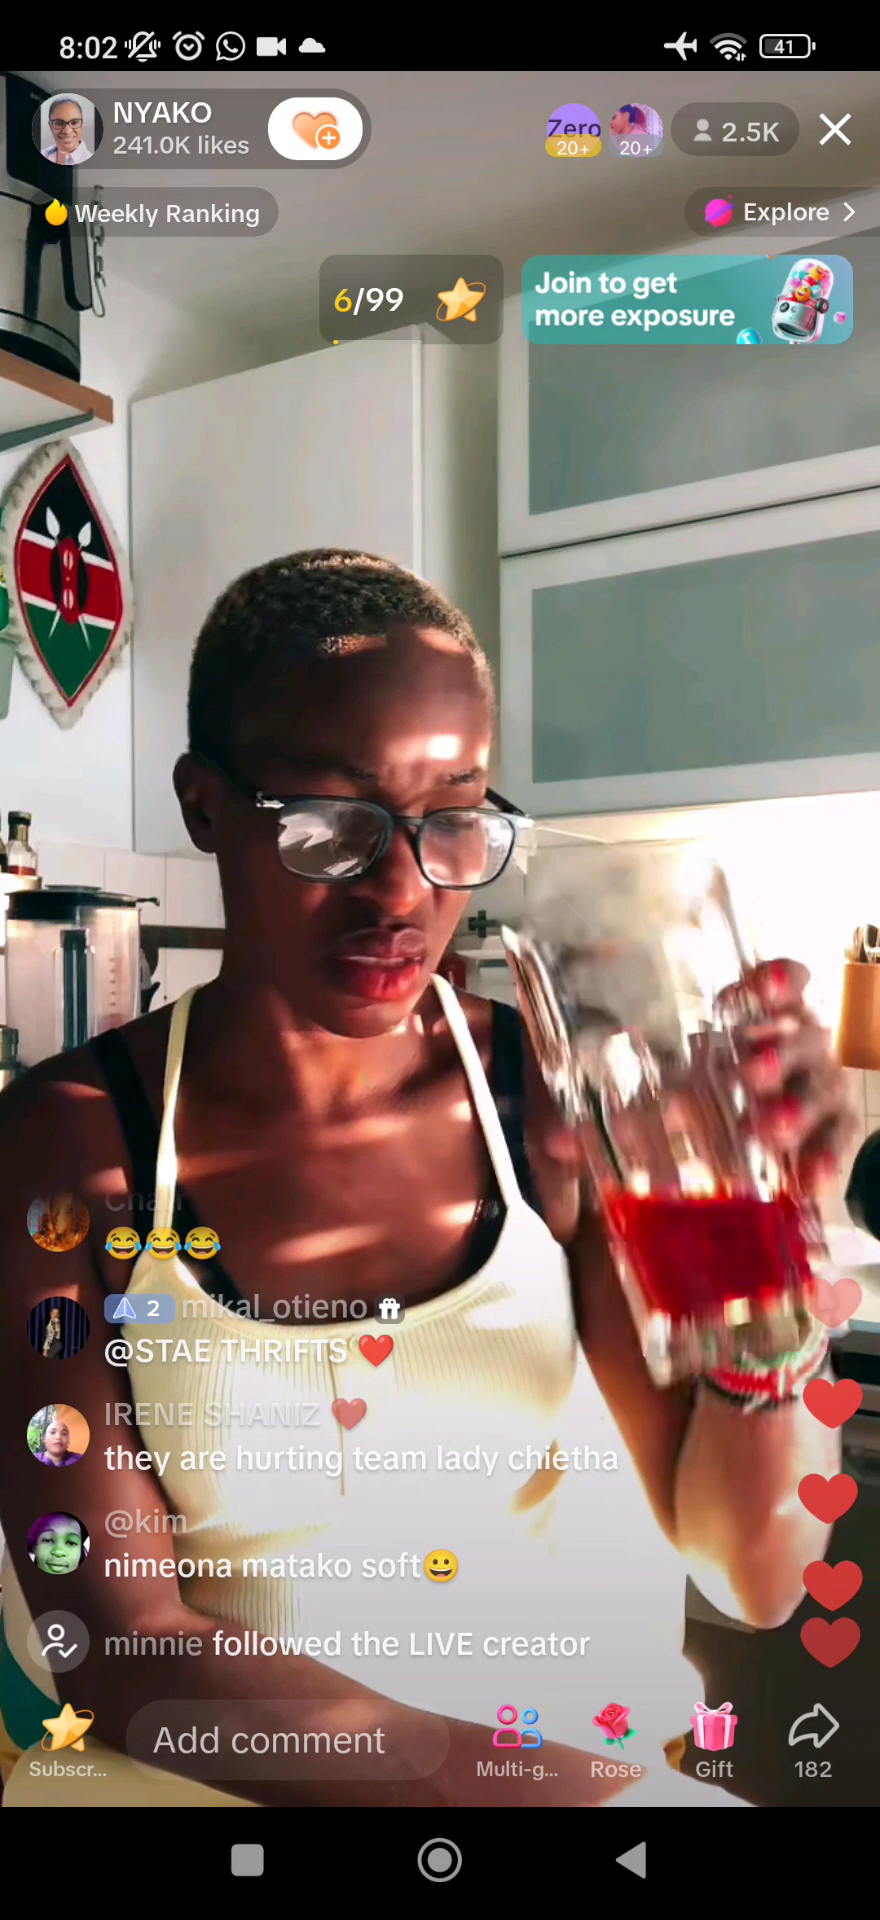 8:02
41
NYAKO
241.0K likes
Zero
20+
20+
2.5K
Weekly Ranking
Explore
6/99
Join to get
more exposure
Chair
😂😂😂
2 mikal_otieno
@STAE THRIFTS ❤️
IRENE SHANIZ ❤️
they are hurting team lady chietha
@kim
nimeona matako soft😀
minnie followed the LIVE creator
Subscr...
Add comment
Multi-g...
Rose
Gift
182